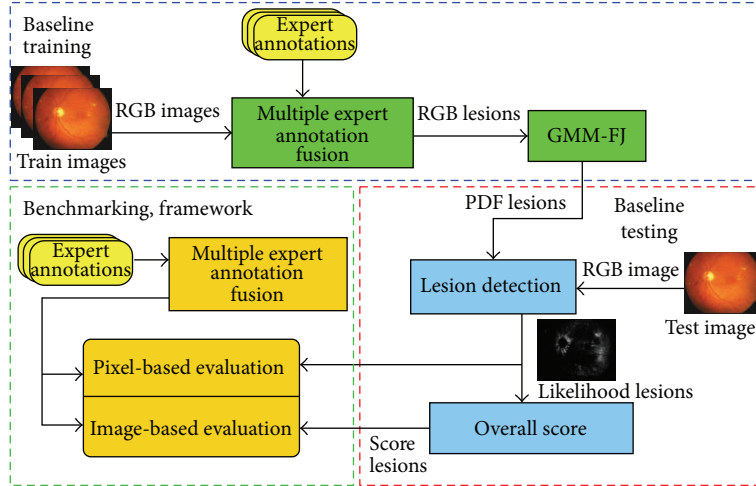 Baseline
training
Expert
annotations
RGB images
Train images
Multiple expert
annotation
fusion
RGB lesions
GMM-FJ
PDF lesions
Benchmarking, framework
Expert
annotations
Multiple expert
annotation
fusion
Pixel-based evaluation
Image-based evaluation
Baseline
testing
RGB image
Lesion detection
Test image
Likelihood lesions
Overall score
Score
lesions